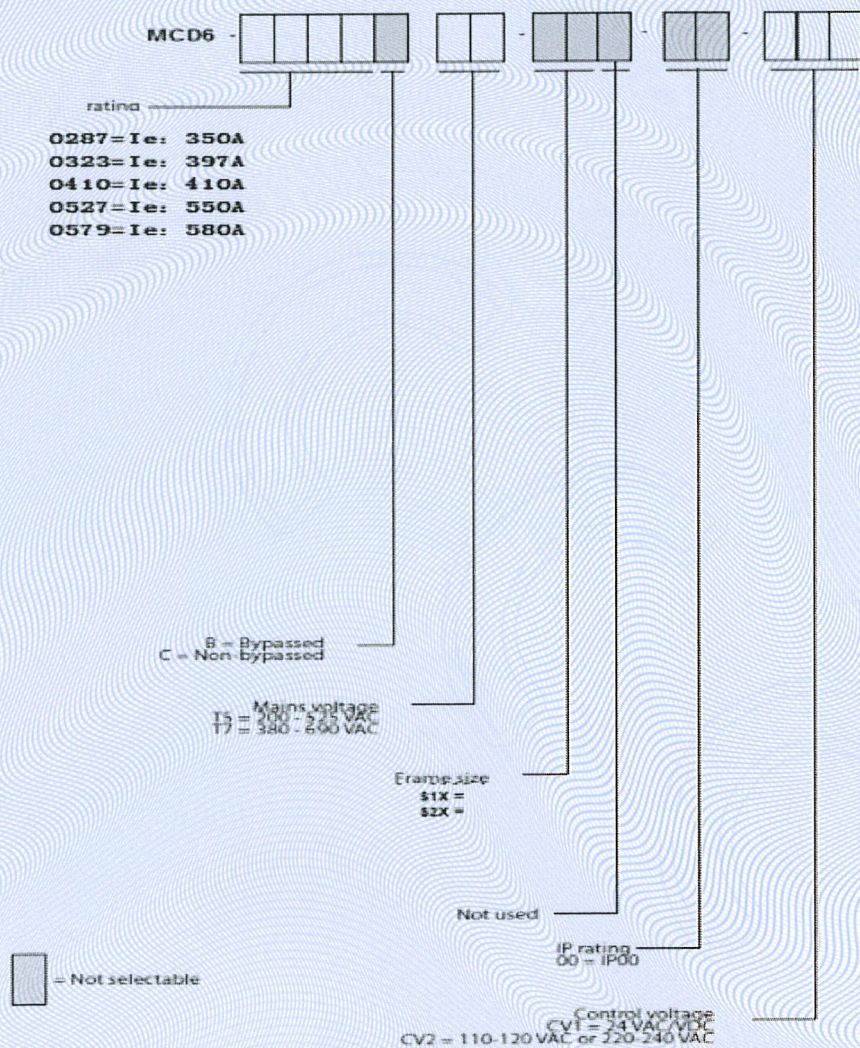 MCD6 - - - -
rating
0287=Ie: 350A
0323=Ie: 397A
0410=Ie: 410A
0527=Ie: 550A
0579=Ie: 580A
B = Bypassed
C = Non-bypassed
Mains voltage
T5 = 200 - 525 VAC
T7 = 380 - 690 VAC
Frame size
S1X =
S2X =
Not used
IP rating
00 = IP00
= Not selectable
Control voltage
CV1 = 24 VAC/VDC
CV2 = 110-120 VAC or 220-240 VAC